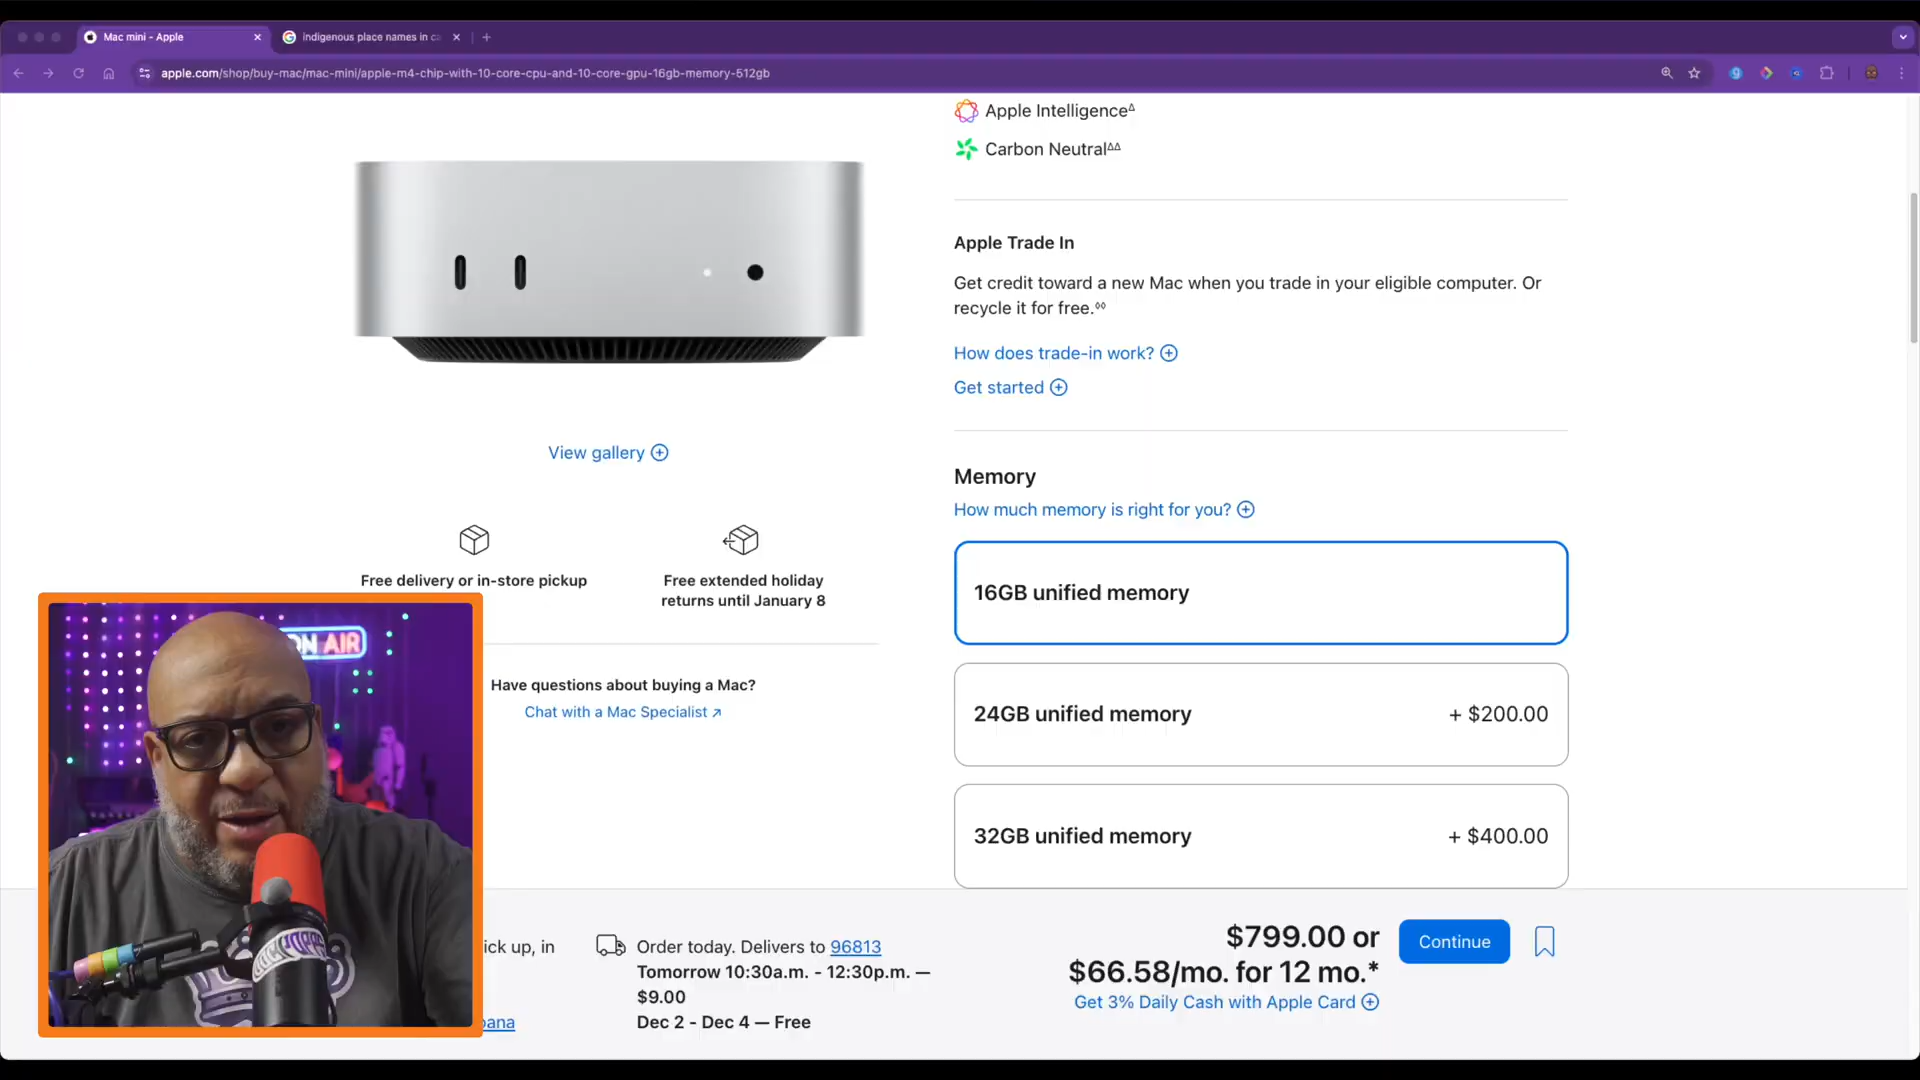 Mac mini - Apple
indigenous place names in c
apple.com/shop/buy-mac/mac-mini/apple-m4-chip-with-10-core-cpu-and-10-core-gpu-16gb-memory-512gb
Apple Intelligence∆
Carbon Neutral∆∆
Apple Trade In
Get credit toward a new Mac when you trade in your eligible computer. Or
recycle it for free.◊◊
How does trade-in work?
Get started
View gallery
Memory
How much memory is right for you?
16GB unified memory
24GB unified memory + $200.00
32GB unified memory + $400.00
Free delivery or in-store pickup
Free extended holiday
returns until January 8
Have questions about buying a Mac?
Chat with a Mac Specialist ↗
ON AIR
ick up, in
oana
Order today. Delivers to 96813
Tomorrow 10:30a.m. - 12:30p.m. —
$9.00
Dec 2 - Dec 4 — Free
$799.00 or
$66.58/mo. for 12 mo.*
Get 3% Daily Cash with Apple Card
Continue